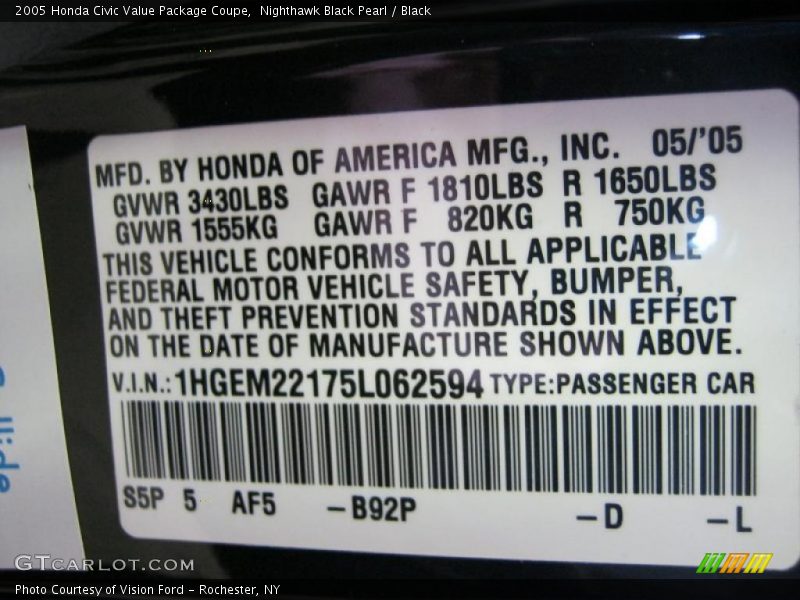 2005 Honda Civic Value Package Coupe,  Nighthawk Black Pearl / Black
MFD. BY HONDA OF AMERICA MFG., INC. 05/'05
GVWR 3430LBS GAWR F 1810LBS R 1650LBS
GVWR 1555KG GAWR F 820KG R 750KG
THIS VEHICLE CONFORMS TO ALL APPLICABLE
FEDERAL MOTOR VEHICLE SAFETY, BUMPER,
AND THEFT PREVENTION STANDARDS IN EFFECT
ON THE DATE OF MANUFACTURE SHOWN ABOVE.
V.I.N.: 1HGEM22175L062594 TYPE:PASSENGER CAR
S5P 5 AF5 –B92P –D –L
GTCARLOT.COM
Photo Courtesy of Vision Ford – Rochester, NY